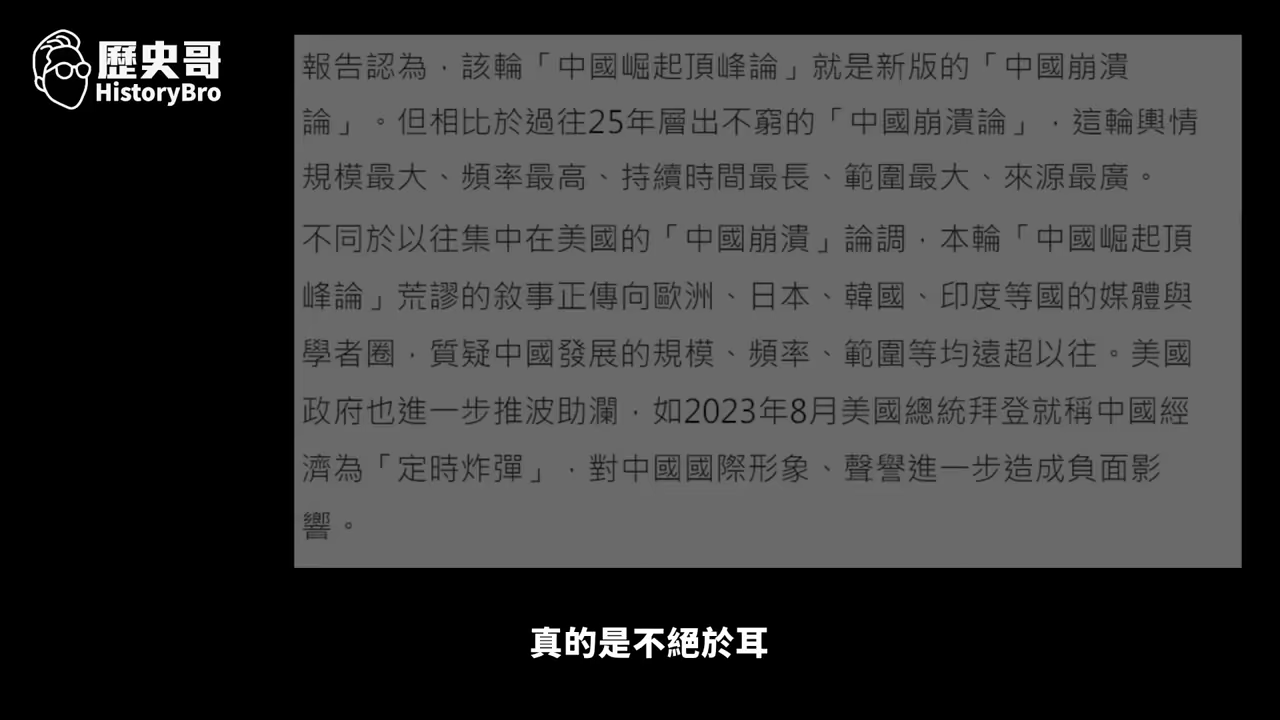 歷史哥
HistoryBro
報告認為，該輪「中國崛起頂峰論」就是新版的「中國崩潰
論」。但相比於過往25年層出不窮的「中國崩潰論」，這輪輿情
規模最大、頻率最高、持續時間最長、範圍最大、來源最廣。
不同於以往集中在美國的「中國崩潰」論調，本輪「中國崛起頂
峰論」荒謬的敘事正傳向歐洲、日本、韓國、印度等國的媒體與
學者圈，質疑中國發展的規模、頻率、範圍等均遠超以往。美國
政府也進一步推波助瀾，如2023年8月美國總統拜登就稱中國經
濟為「定時炸彈」，對中國國際形象、聲譽進一步造成負面影
響。
真的是不絕於耳